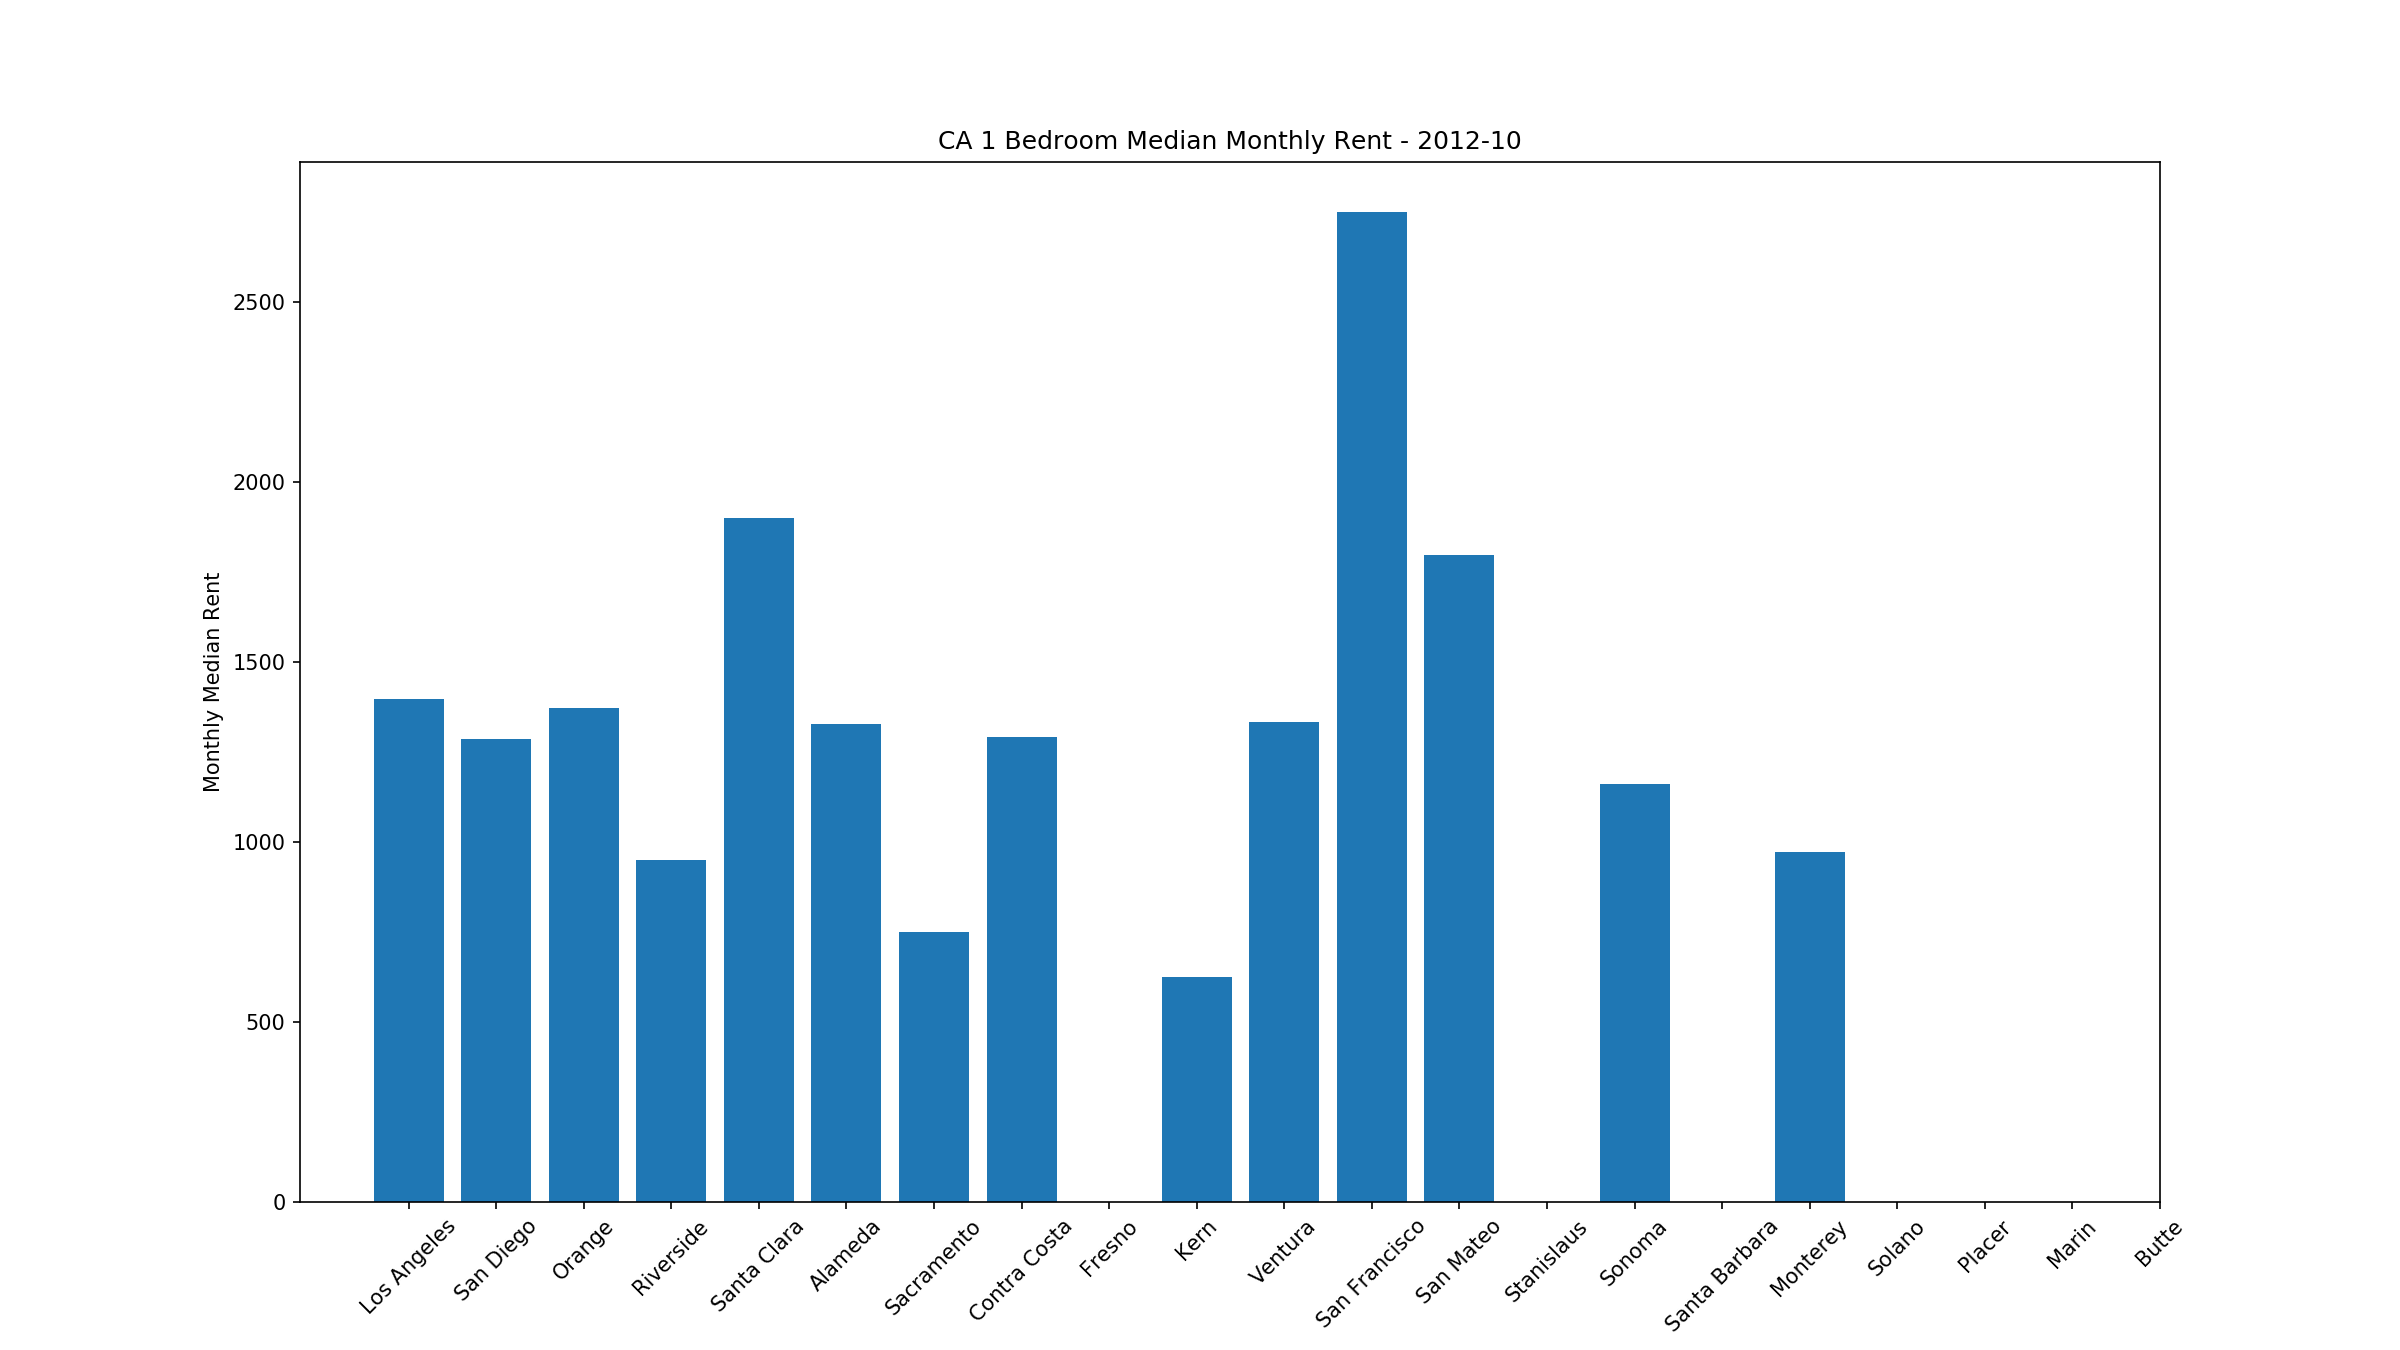 CA 1 Bedroom Median Monthly Rent - 2012-10
Monthly Median Rent
2500
2000
1500
1000
500
0
Los Angeles
San Diego
Orange
Riverside
Santa Clara
Alameda
Sacramento
Contra Costa
Fresno
Kern
Ventura
San Francisco
San Mateo
Stanislaus
Sonoma
Santa Barbara
Monterey
Solano
Placer
Marin
Butte